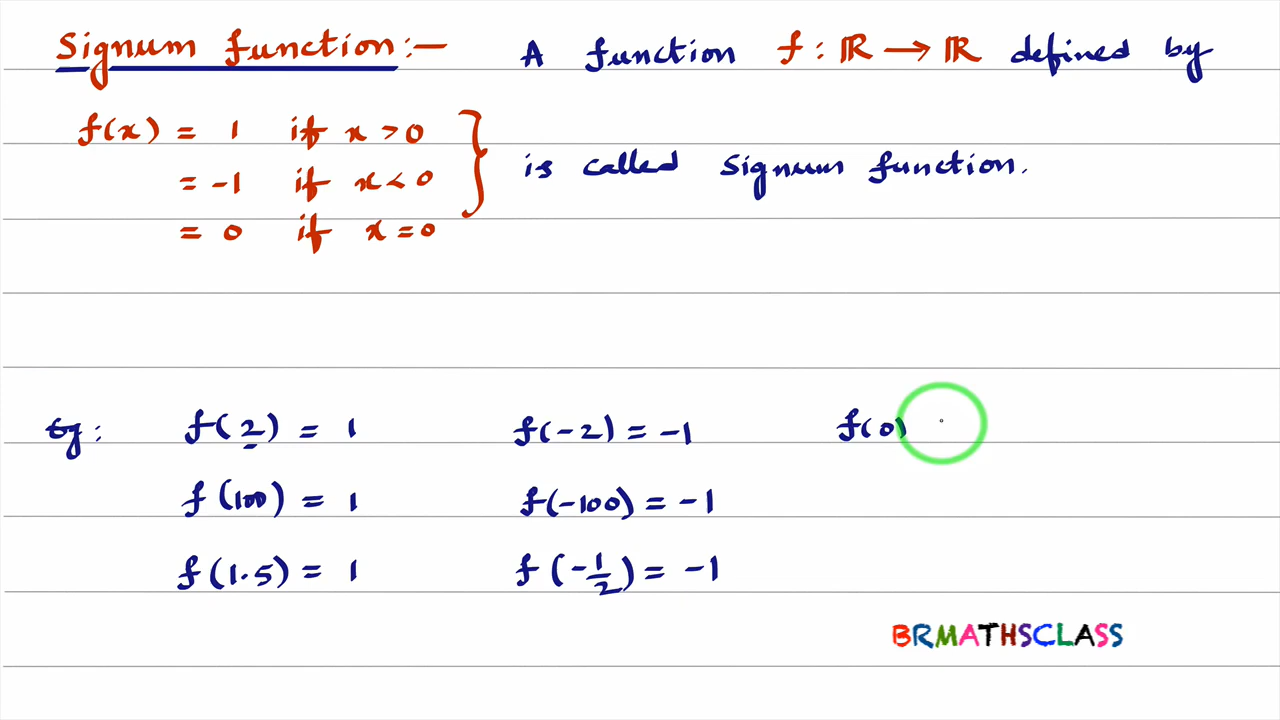 Signum function:— A function f : ℝ → ℝ defined by
f(x) = 1 if x > 0
= -1 if x < 0 } is called signum function.
= 0 if x = 0
Eg: f(2) = 1 f(-2) = -1 f(0)
f(100) = 1 f(-100) = -1
f(1.5) = 1 f(-1/2) = -1
BRMATHSCLASS